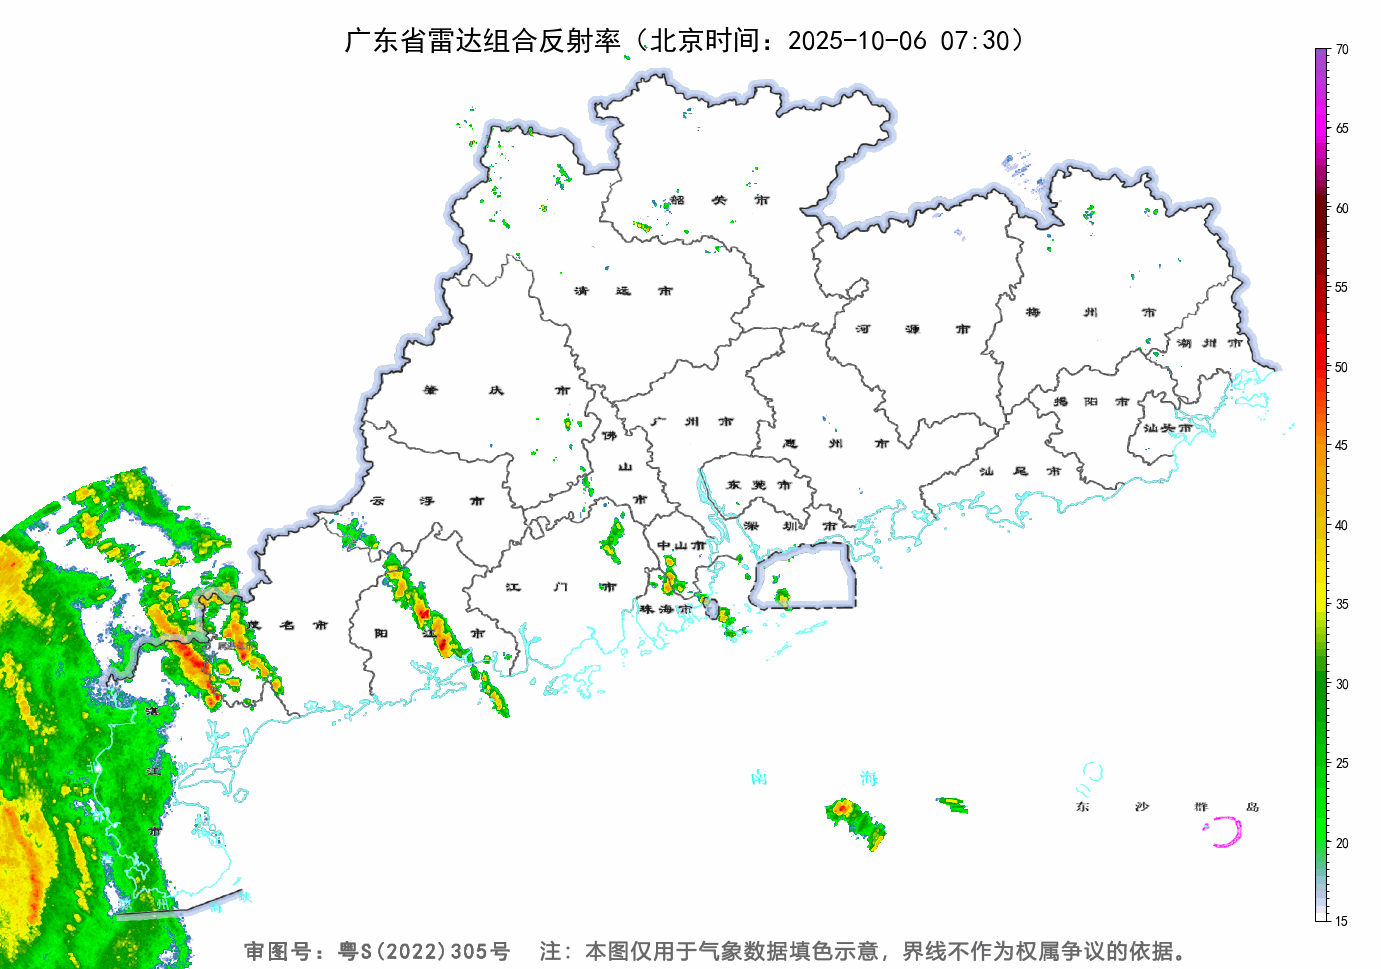 广东省雷达组合反射率（北京时间：2025-10-06 07:30）
70
65
60
55
50
45
40
35
30
25
20
15
韶关市
清远市
河源市
梅州市
潮州市
肇庆市
广州市
佛山市
惠州市
揭阳市
汕头市
汕尾市
云浮市
东莞市
深圳市
中山市
江门市
珠海市
茂名市
阳江市
湛江市
南海
东沙群岛
州海峡
审图号：粤S(2022)305号 注：本图仅用于气象数据填色示意，界线不作为权属争议的依据。